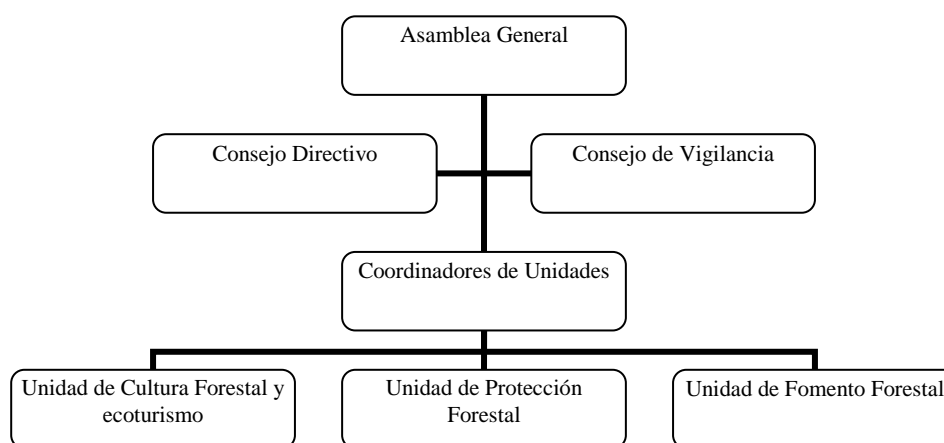 Asamblea General
Consejo Directivo
Consejo de Vigilancia
Coordinadores de Unidades
Unidad de Cultura Forestal y
ecoturismo
Unidad de Protección
Forestal
Unidad de Fomento Forestal